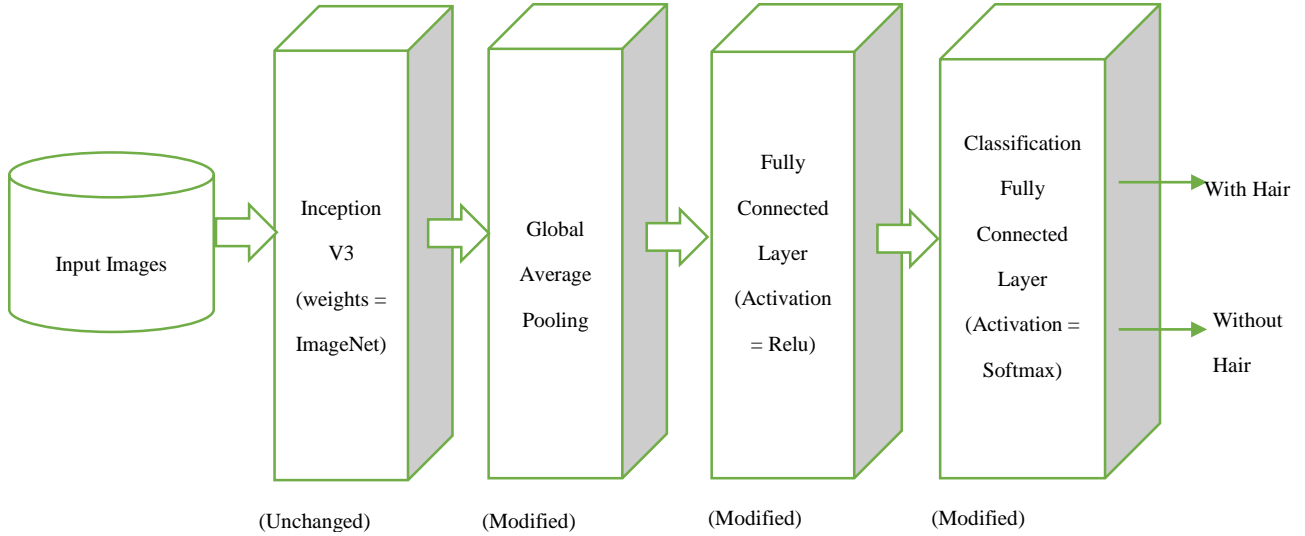 Input Images
Inception
V3
(weights =
ImageNet)
(Unchanged)
Global
Average
Pooling
(Modified)
Fully
Connected
Layer
(Activation
= Relu)
(Modified)
Classification
Fully
Connected
Layer
(Activation =
Softmax)
(Modified)
With Hair
Without
Hair